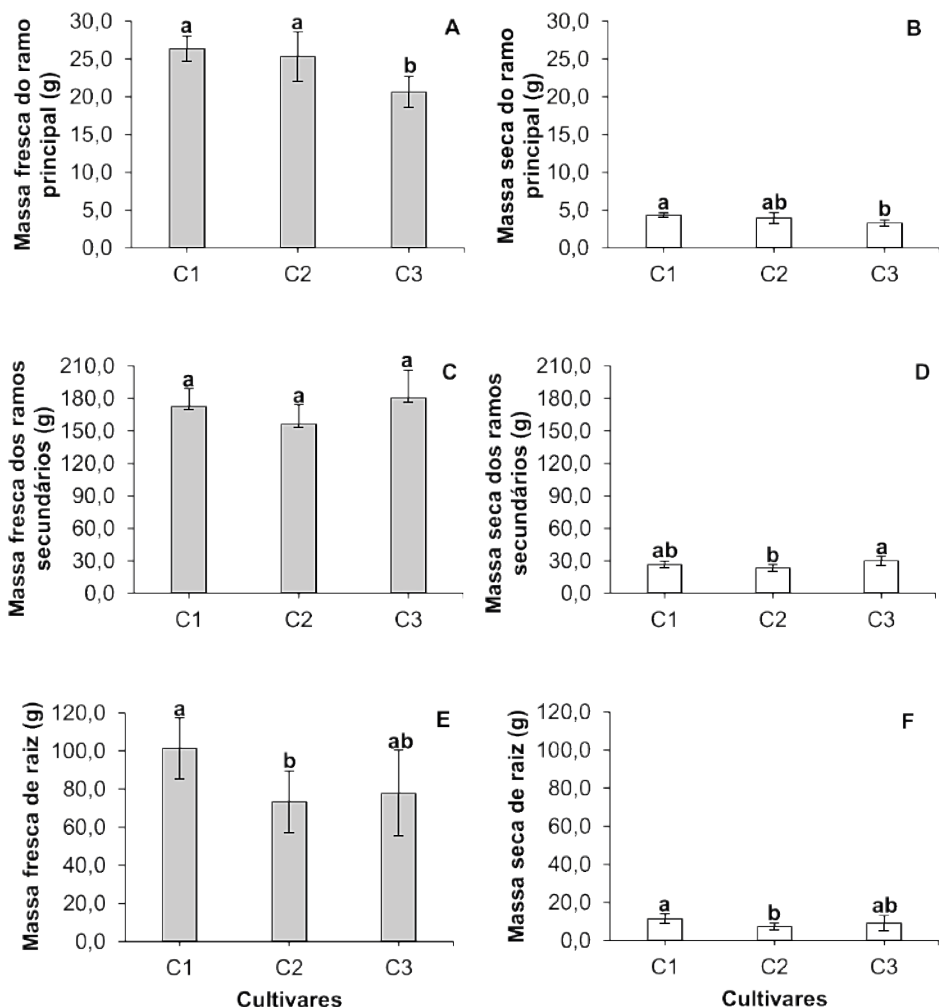 Massa fresca do ramo
principal (g)
30,0
25,0
20,0
15,0
10,0
5,0
0,0
a
a
b
A
C1
C2
C3
Massa seca do ramo
principal (g)
30,0
25,0
20,0
15,0
10,0
5,0
0,0
a
ab
b
B
C1
C2
C3
Massa fresca dos ramos
secundários (g)
210,0
180,0
150,0
120,0
90,0
60,0
30,0
0,0
a
a
a
C
C1
C2
C3
Massa seca dos ramos
secundários (g)
210,0
180,0
150,0
120,0
90,0
60,0
30,0
0,0
ab
b
a
D
C1
C2
C3
Massa fresca de raiz (g)
120,0
100,0
80,0
60,0
40,0
20,0
0,0
a
b
ab
E
C1
C2
C3
Cultivares
Massa seca de raiz (g)
120,0
100,0
80,0
60,0
40,0
20,0
0,0
a
b
ab
F
C1
C2
C3
Cultivares